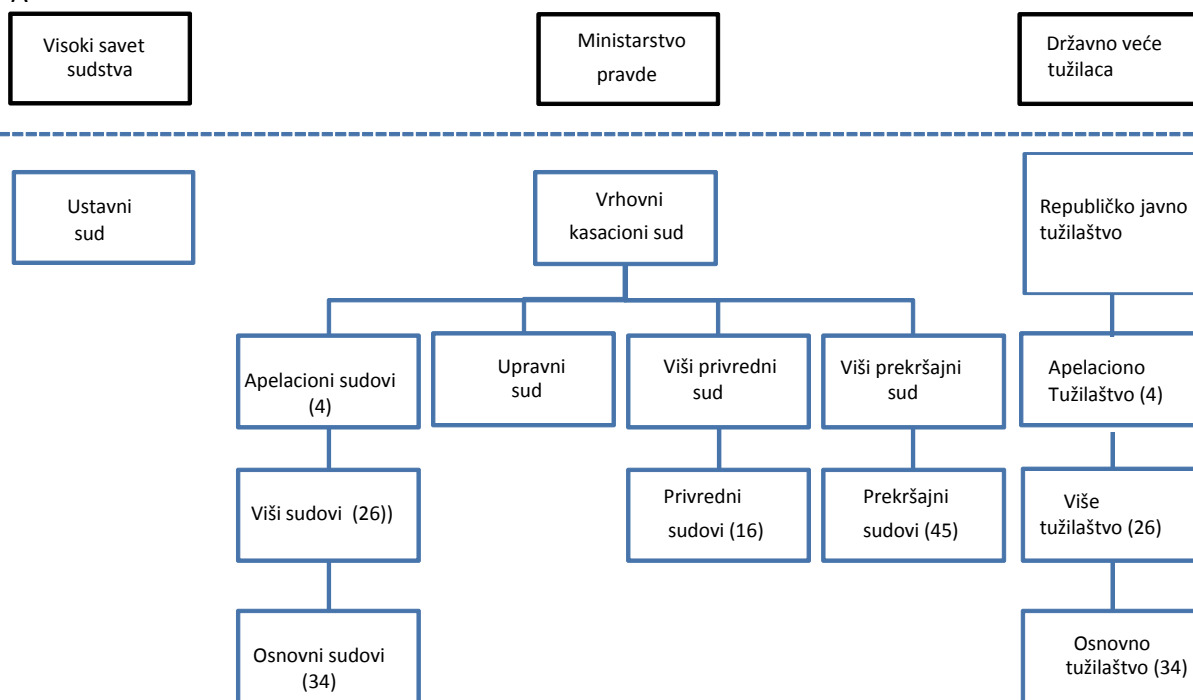 Visoki savet
sudstva
Ministarstvo
pravde
Državno veće
tužilaca
Ustavni
sud
Vrhovni
kasacioni sud
Republičko javno
tužilaštvo
Apelacioni sudovi
(4)
Upravni
sud
Viši privredni
sud
Viši prekršajni
sud
Apelaciono
Tužilaštvo (4)
Viši sudovi (26))
Privredni
sudovi (16)
Prekršajni
sudovi (45)
Više
tužilaštvo (26)
Osnovni sudovi
(34)
Osnovno
tužilaštvo (34)